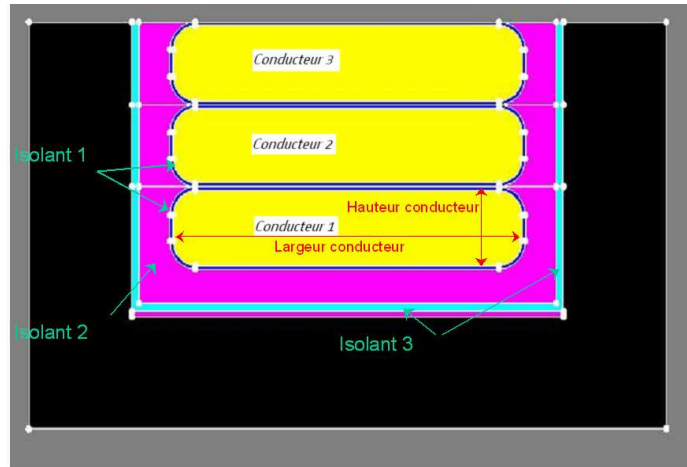 Conducteur 3
Conducteur 2
Isolant 1
Hauteur conducteur
Conducteur 1
Largeur conducteur
Isolant 2
Isolant 3